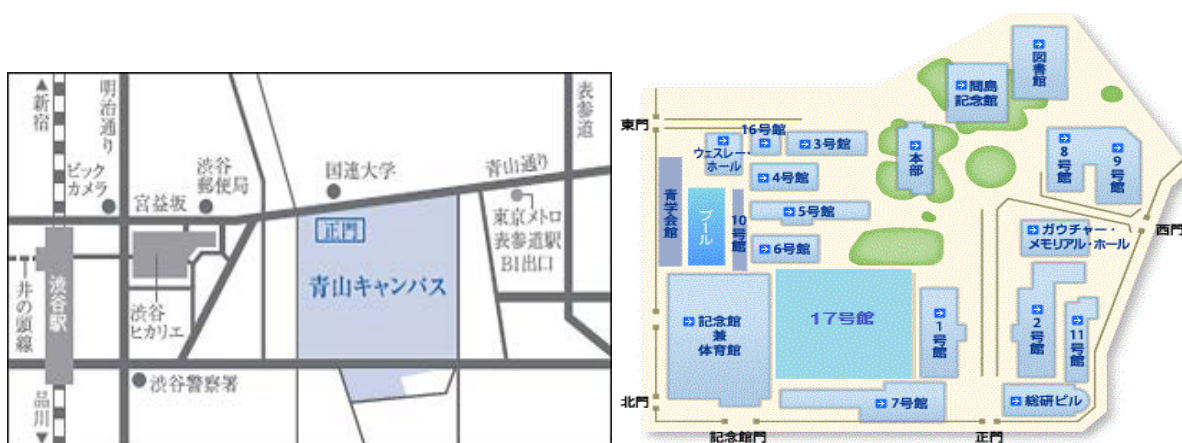 ▲新宿
明治通り
表参道
ビック
カメラ
渋谷
郵便局
宮益坂
国連大学
青山通り
正門
東京メトロ
表参道駅
B1出口
青山キャンパス
渋谷駅
井の頭線
渋谷
ヒカリエ
渋谷警察署
品川▼
図書館
間島
記念館
東門
16号館
3号館
ウェスレー・
ホール
本部
8号館
9号館
4号館
青学会館
プール
10号館
5号館
6号館
西門
ガウチャー・
メモリアル・ホール
記念館
兼
体育館
17号館
1号館
2号館
11号館
北門
7号館
総研ビル
記念館門
正門